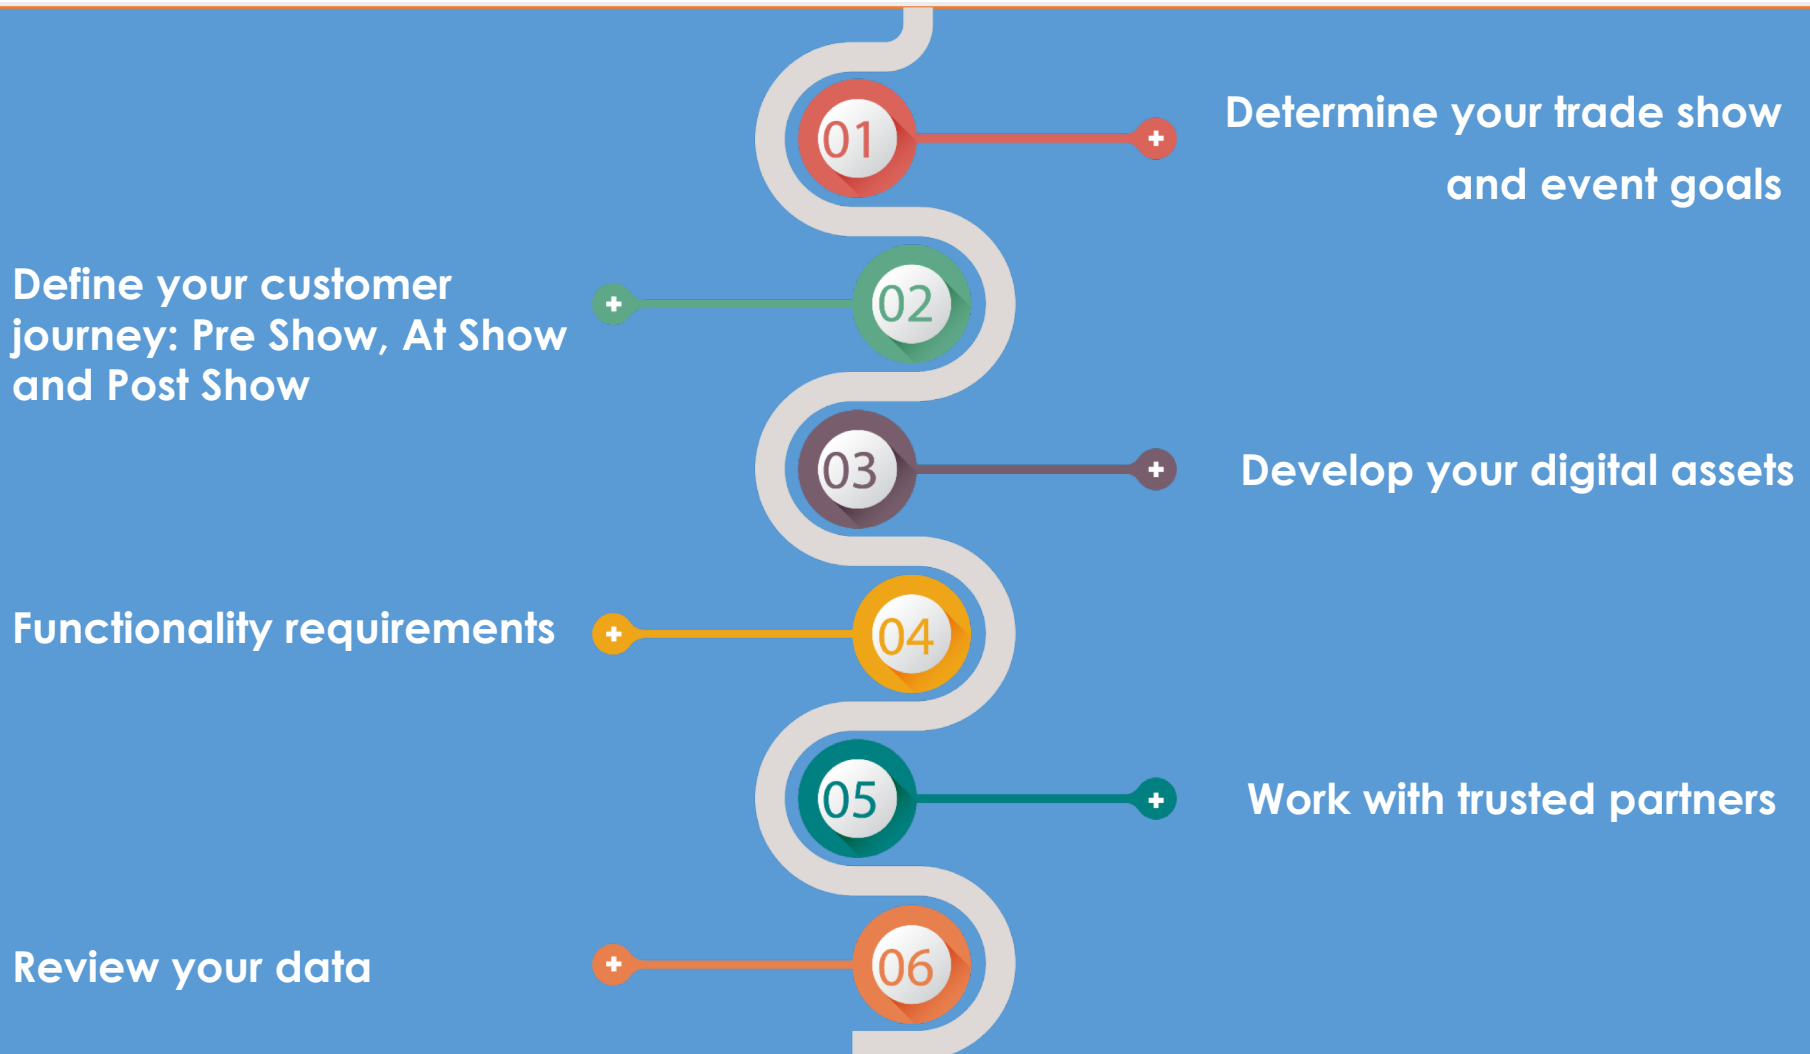 01
Determine your trade show
and event goals
Define your customer
journey: Pre Show, At Show
and Post Show
02
03
Develop your digital assets
Functionality requirements
04
05
Work with trusted partners
Review your data
06